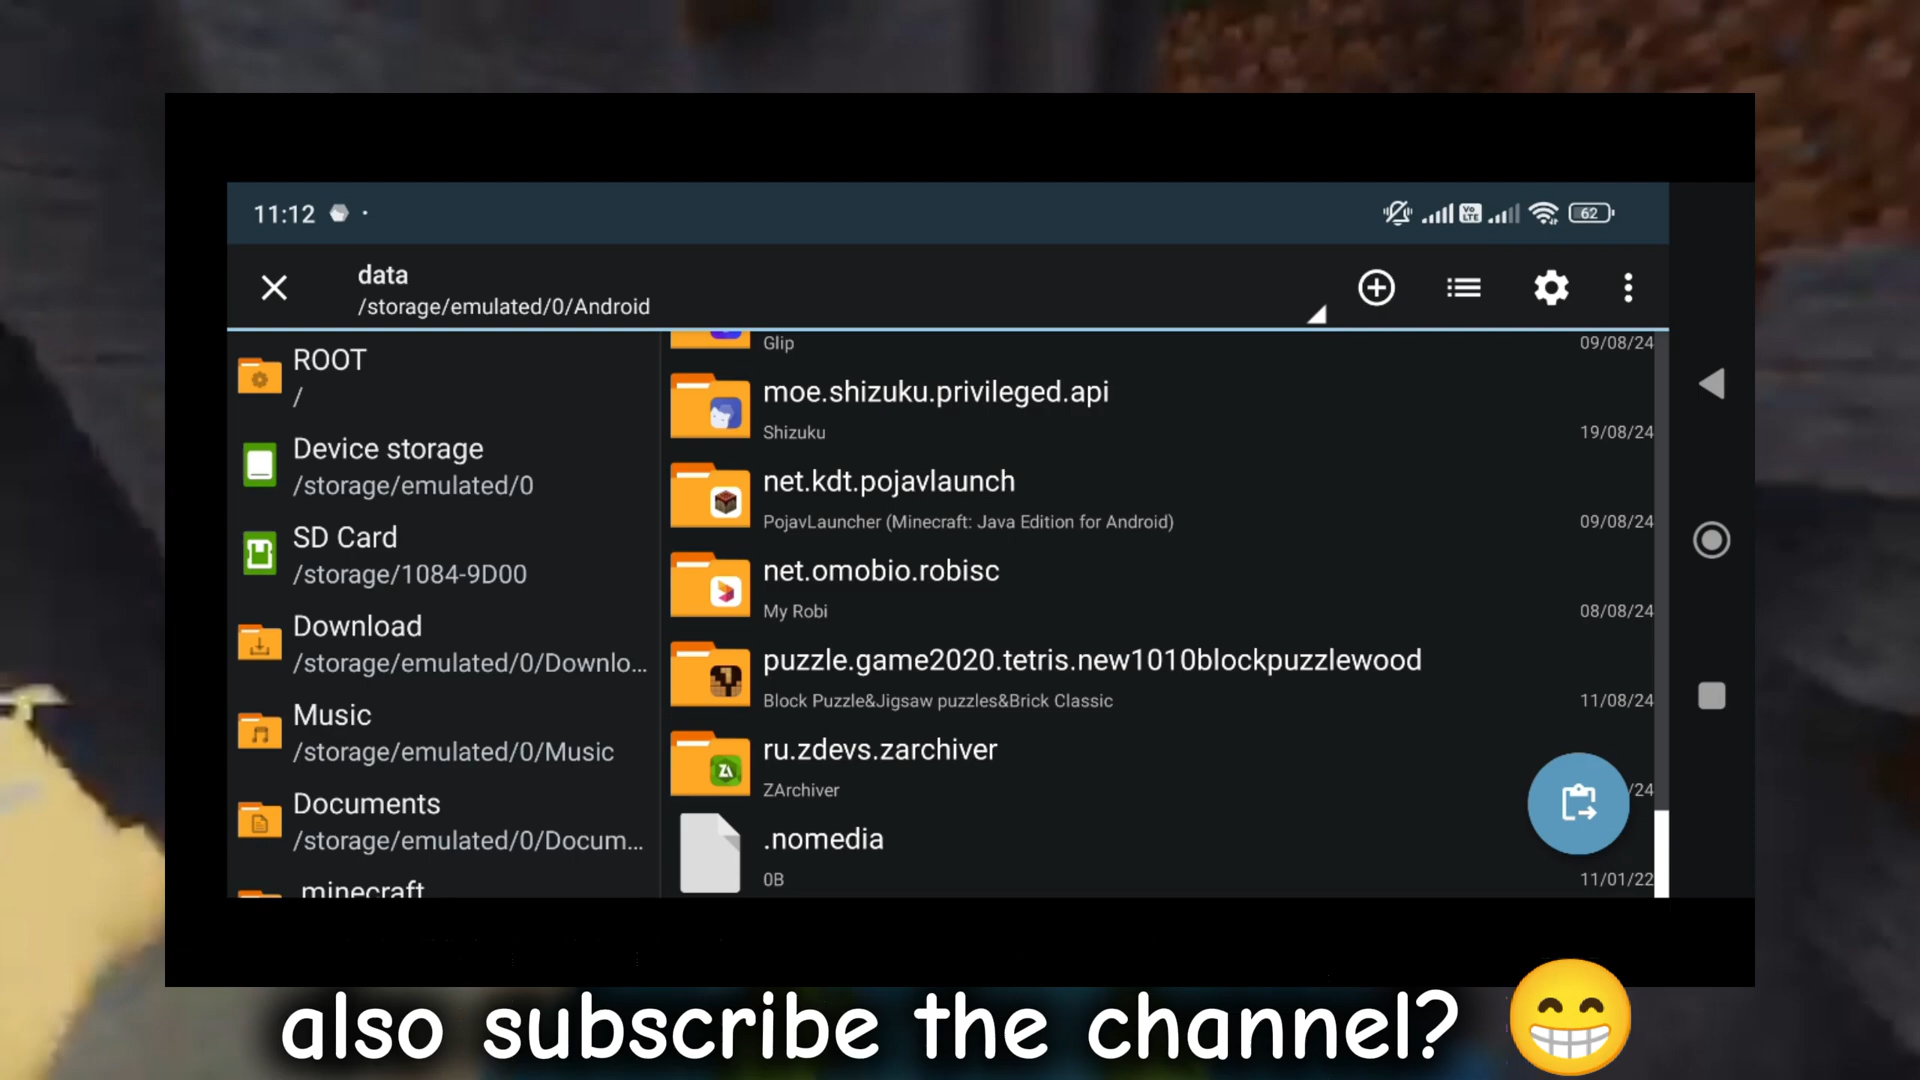 11:12
62
data
/storage/emulated/0/Android
ROOT
/
Device storage
/storage/emulated/0
SD Card
/storage/1084-9D00
Download
/storage/emulated/0/Downlo...
Music
/storage/emulated/0/Music
Documents
/storage/emulated/0/Docum...
.minecraft
Glip 09/08/24
moe.shizuku.privileged.api
Shizuku 19/08/24
net.kdt.pojavlaunch
PojavLauncher (Minecraft: Java Edition for Android) 09/08/24
net.omobio.robisc
My Robi 08/08/24
puzzle.game2020.tetris.new1010blockpuzzlewood
Block Puzzle&Jigsaw puzzles&Brick Classic 11/08/24
ru.zdevs.zarchiver
ZArchiver /24
.nomedia
0B 11/01/22
also subscribe the channel? 😁